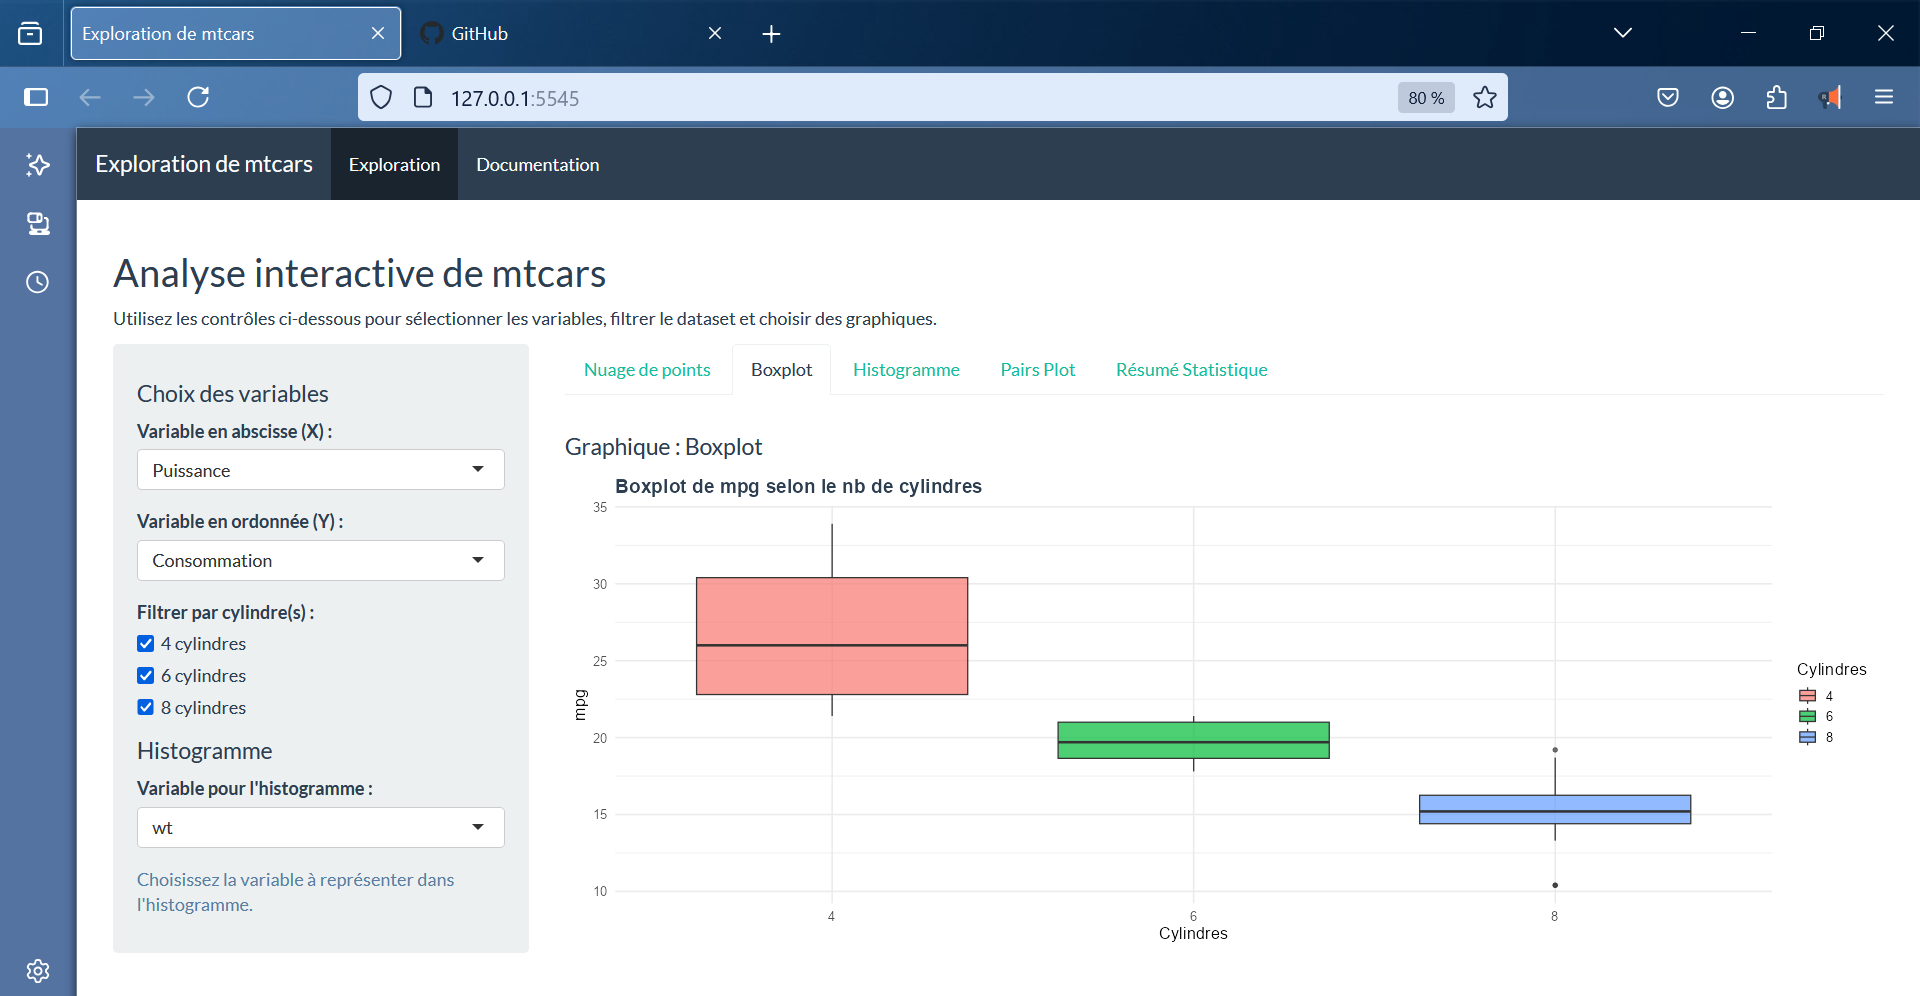 Exploration de mtcars
GitHub
127.0.0.1:5545
80 %
Exploration de mtcars
Exploration
Documentation
Analyse interactive de mtcars
Utilisez les contrôles ci-dessous pour sélectionner les variables, filtrer le dataset et choisir des graphiques.
Choix des variables
Variable en abscisse (X) :
Puissance
Variable en ordonnée (Y) :
Consommation
Filtrer par cylindre(s) :
4 cylindres
6 cylindres
8 cylindres
Histogramme
Variable pour l'histogramme :
wt
Choisissez la variable à représenter dans
l'histogramme.
Nuage de points
Boxplot
Histogramme
Pairs Plot
Résumé Statistique
Graphique : Boxplot
Boxplot de mpg selon le nb de cylindres
35
30
25
20
15
10
mpg
4
6
8
Cylindres
Cylindres
4
6
8